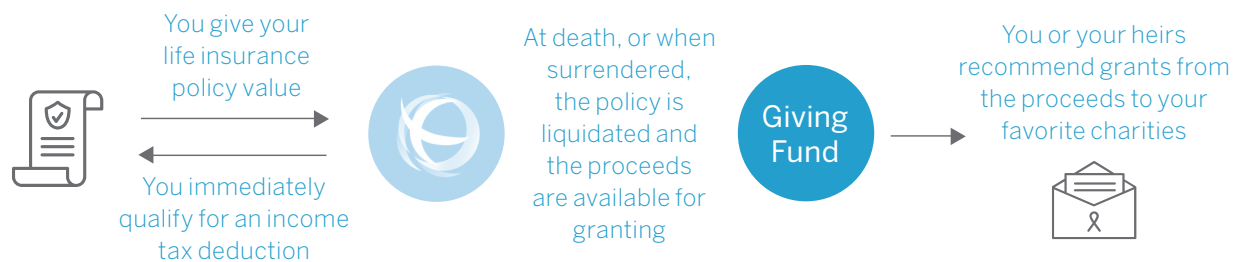 You give your
life insurance
policy value
You immediately
qualify for an income
tax deduction
At death, or when
surrendered,
the policy is
liquidated and
the proceeds
are available for
granting
Giving
Fund
You or your heirs
recommend grants from
the proceeds to your
favorite charities